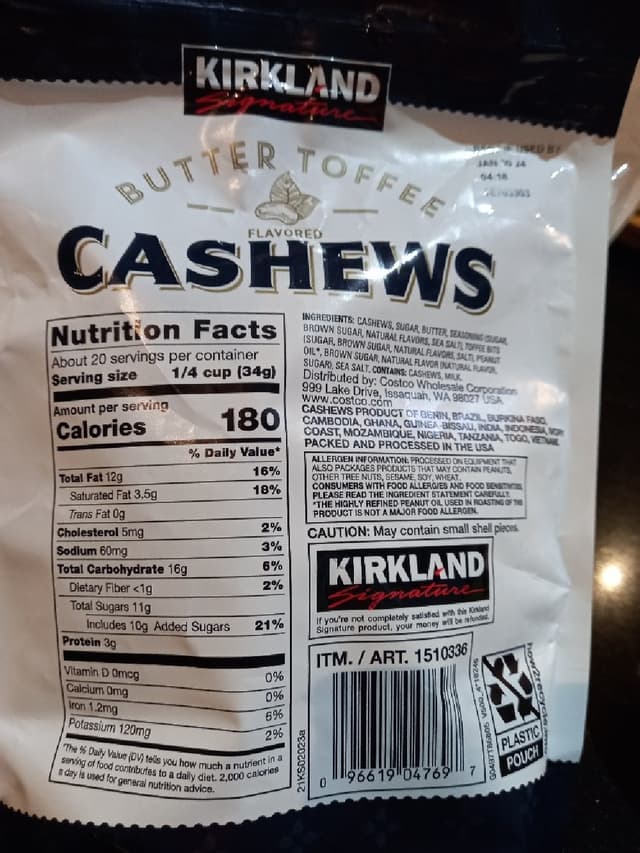 KIRKLAND
Signature
BUTTER TOFFEE
FLAVORED
CASHEWS
USED BY
JAN 14
04:18
Nutrition Facts
About 20 servings per container
Serving size 1/4 cup (34g)
Amount per serving
Calories 180
% Daily Value*
Total Fat 12g 16%
Saturated Fat 3.5g 18%
Trans Fat 0g
Cholesterol 5mg 2%
Sodium 60mg 3%
Total Carbohydrate 16g 6%
Dietary Fiber <1g 2%
Total Sugars 11g
Includes 10g Added Sugars 21%
Protein 3g
Vitamin D 0mcg 0%
Calcium 0mg 0%
Iron 1.2mg 6%
Potassium 120mg 2%
*The % Daily Value (DV) tells you how much a nutrient in a
serving of food contributes to a daily diet. 2,000 calories
a day is used for general nutrition advice.
21KS02023a
INGREDIENTS: CASHEWS, SUGAR, BUTTER, SEASONING (SUGAR,
BROWN SUGAR, NATURAL FLAVORS, SEA SALT), TOFFEE BITS
(SUGAR, BROWN SUGAR, NATURAL FLAVORS, SALT), PEANUT
OIL*, BROWN SUGAR, NATURAL FLAVOR (NATURAL FLAVOR,
SUGAR), SEA SALT. CONTAINS: CASHEWS, MILK.
Distributed by: Costco Wholesale Corporation
999 Lake Drive, Issaquah, WA 98027 USA
www.costco.com
CASHEWS PRODUCT OF BENIN, BRAZIL, BURKINA FASO,
CAMBODIA, GHANA, GUINEA-BISSAU, INDIA, INDONESIA, IVORY
COAST, MOZAMBIQUE, NIGERIA, TANZANIA, TOGO, VIETNAM
PACKED AND PROCESSED IN THE USA
ALLERGEN INFORMATION: PROCESSED ON EQUIPMENT THAT
ALSO PACKAGES PRODUCTS THAT MAY CONTAIN PEANUTS,
OTHER TREE NUTS, SESAME, SOY, WHEAT.
CONSUMERS WITH FOOD ALLERGIES AND FOOD SENSITIVITIES,
PLEASE READ THE INGREDIENT STATEMENT CAREFULLY.
*THE HIGHLY REFINED PEANUT OIL USED IN ROASTING OF THIS
PRODUCT IS NOT A MAJOR FOOD ALLERGEN.
CAUTION: May contain small shell pieces.
KIRKLAND
Signature
If you're not completely satisfied with this Kirkland
Signature product, your money will be refunded.
ITM. / ART. 1510336
0 96619 04769 7
how2recycle
PLASTIC
POUCH